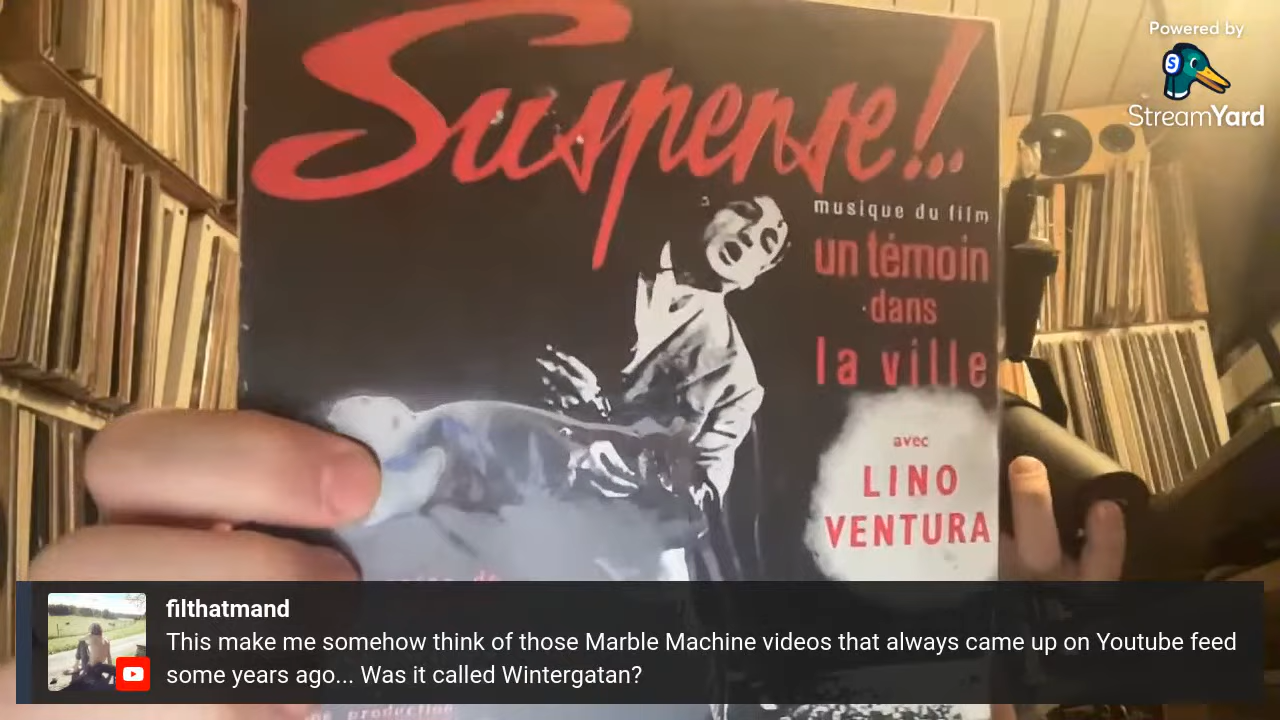 Powered by
StreamYard
Suspense!...
musique du film
un témoin
dans
la ville
avec
LINO
VENTURA
filthatmand
This make me somehow think of those Marble Machine videos that always came up on Youtube feed
some years ago... Was it called Wintergatan?
production